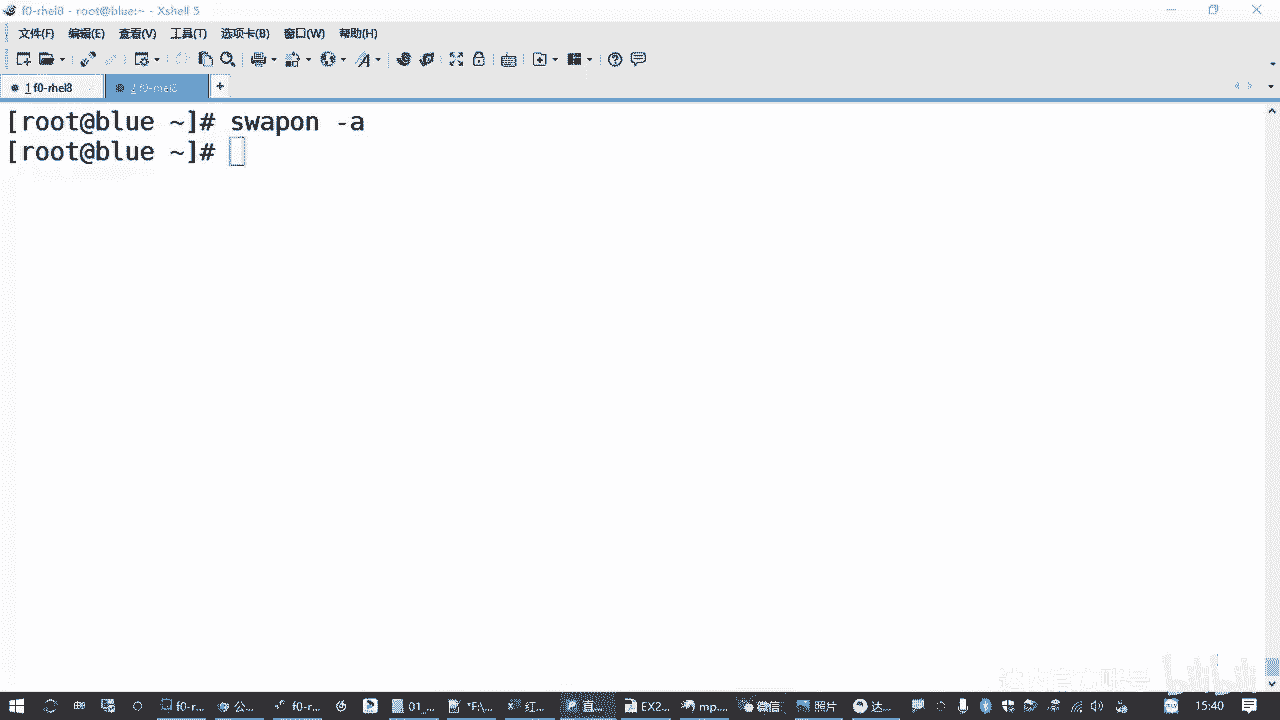 f0-rhel8 - root@blue:~ - Xshell 5
文件(F) 编辑(E) 查看(V) 工具(T) 选项卡(B) 窗口(W) 帮助(H)
1 f0-rhel8 2 f0-rhel8 +
[root@blue ~]# swapon -a
[root@blue ~]#
f0-r... 公... f0-r... 01_... *F:\... 红... 直... EX2... mp... 微信 照片 达... 15:40